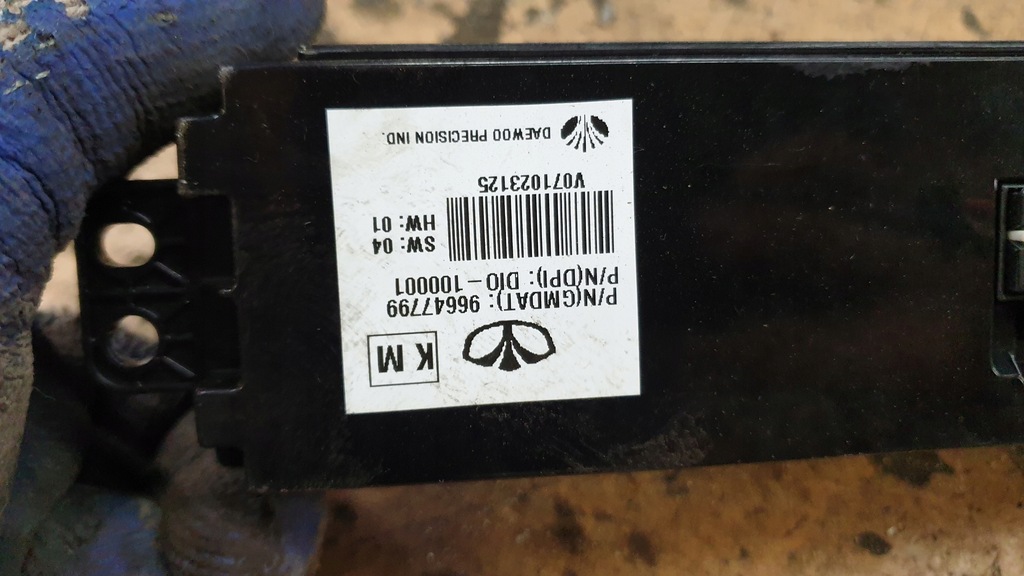 K M
P/N(GMDAT): 96647799
P/N(DPI): DIO-100001
SW: 04
HW: 01
V071023125
DAEWOO PRECISION IND.